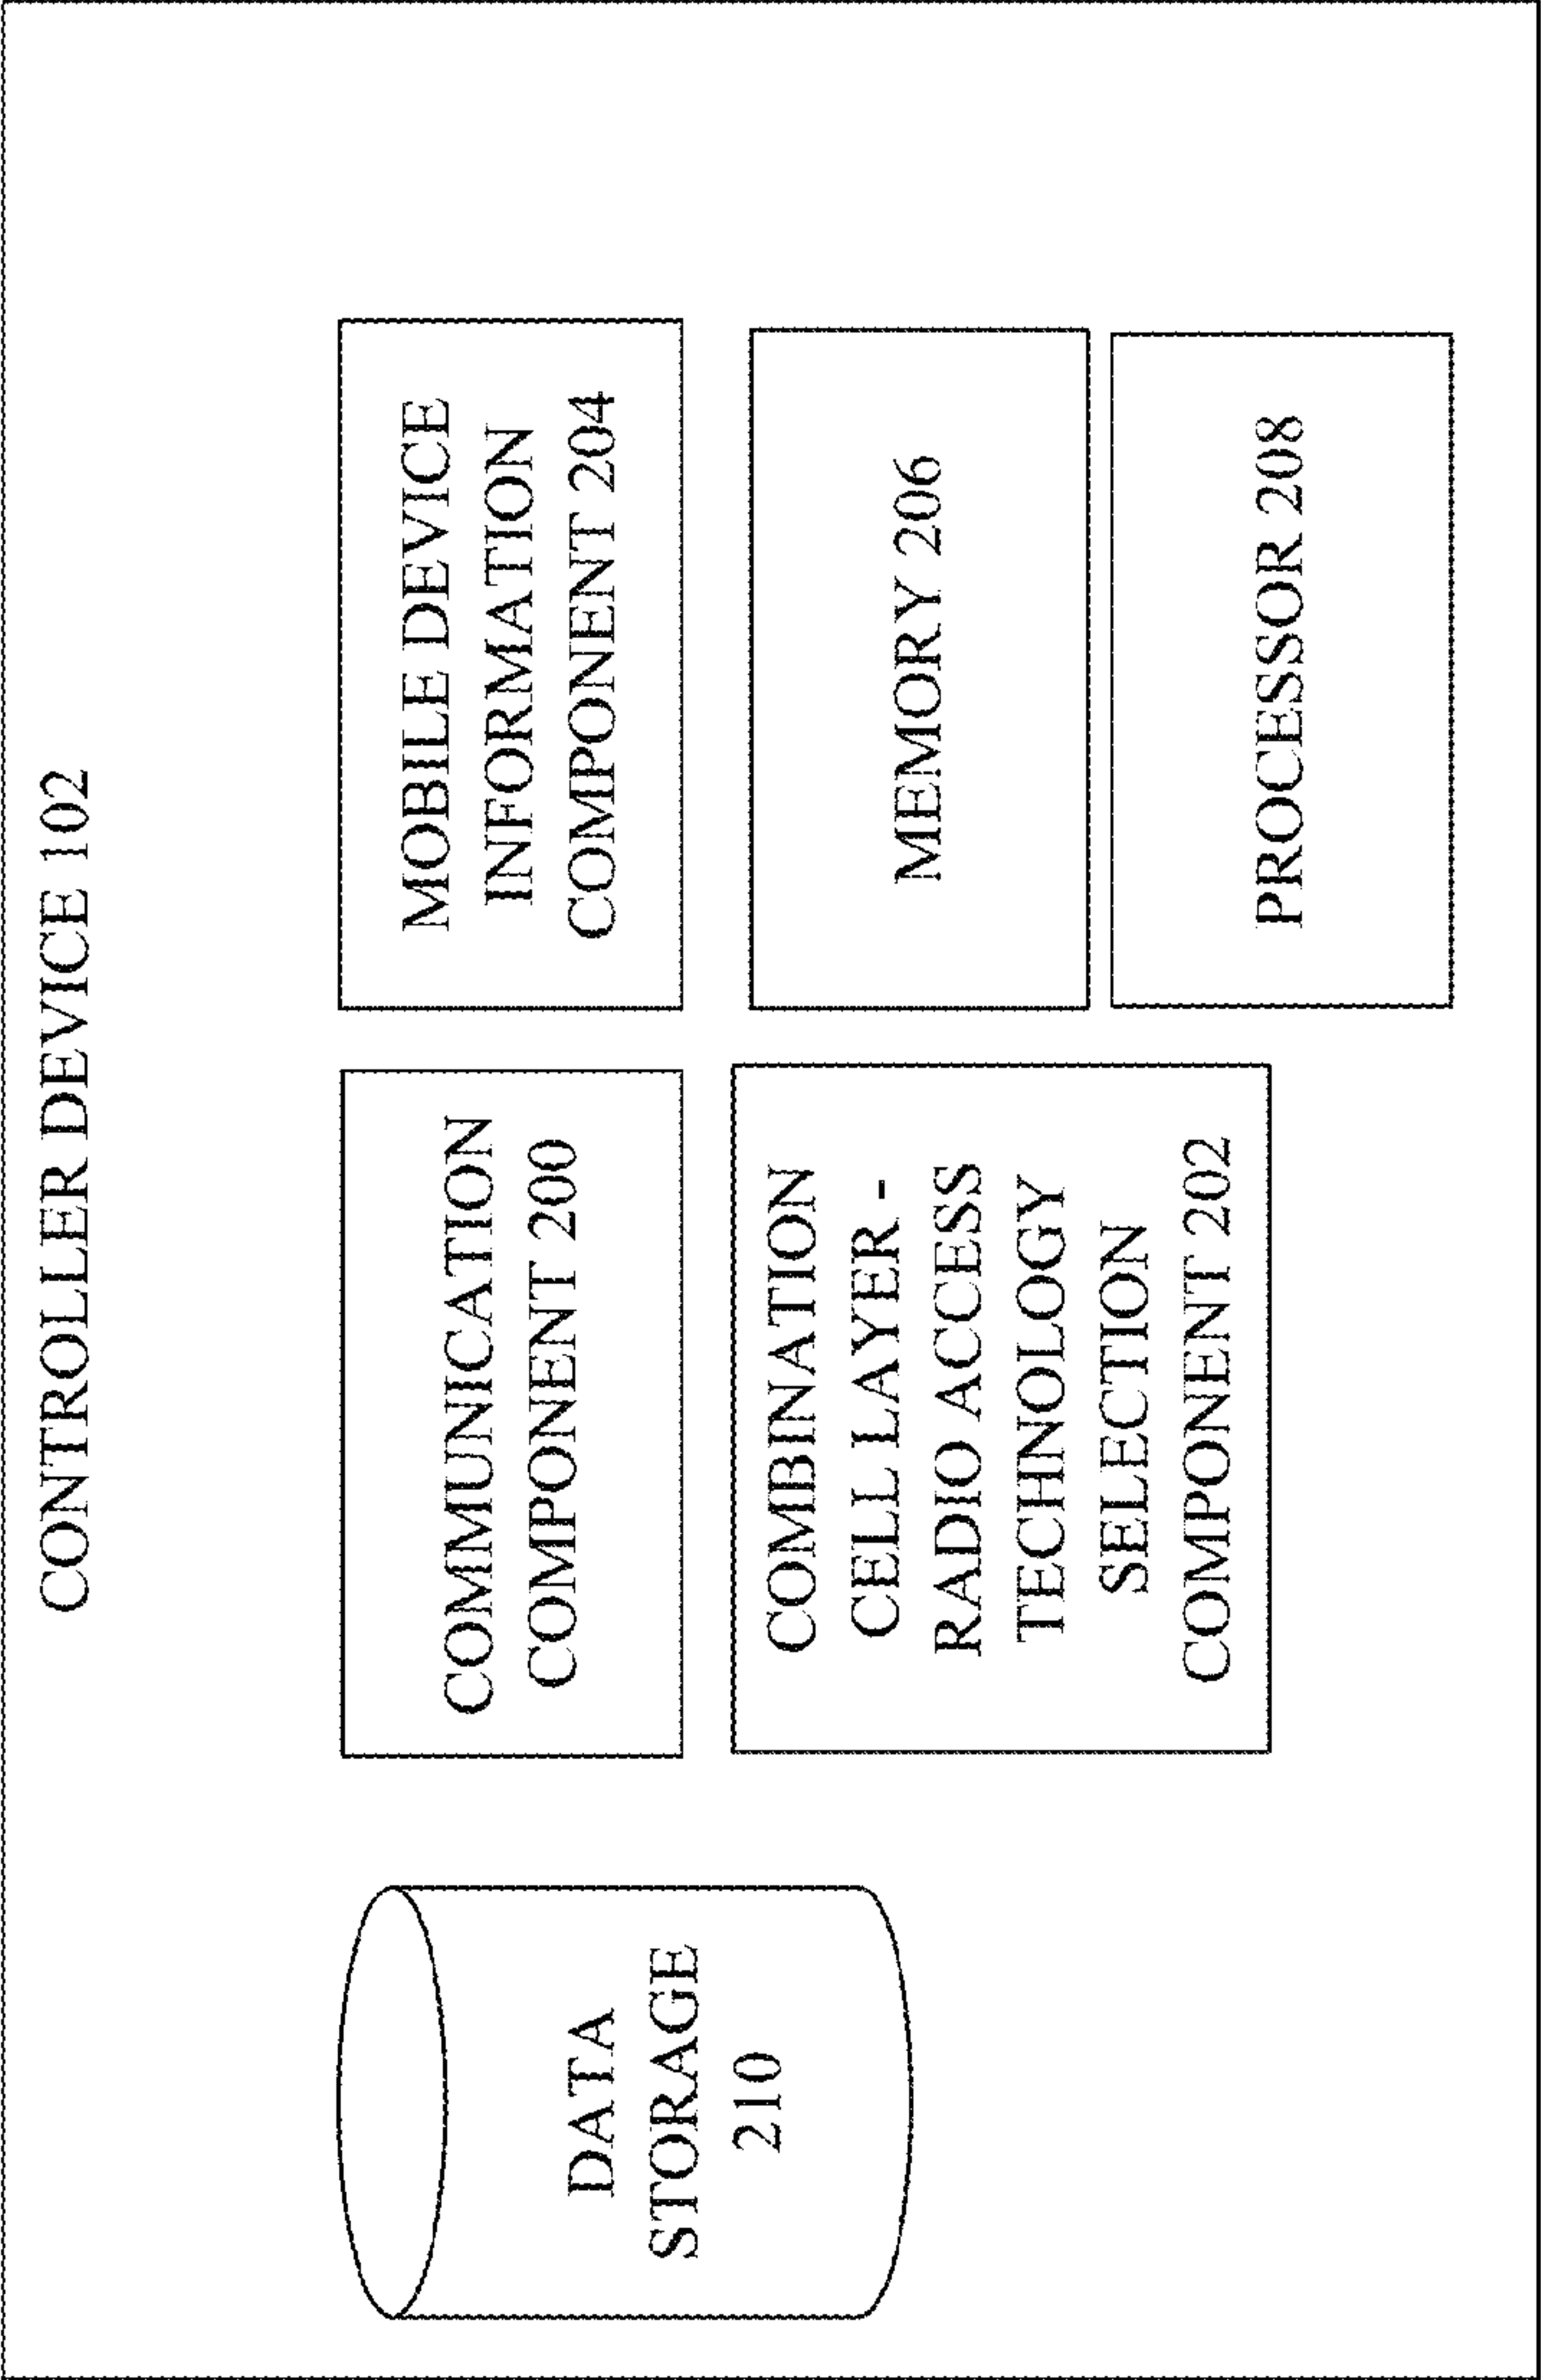 CONTROLLER DEVICE 102
DATA
STORAGE
210
COMMUNICATION
COMPONENT 200
COMBINATION
CELL LAYER -
RADIO ACCESS
TECHNOLOGY
SELECTION
COMPONENT 202
MOBILE DEVICE
INFORMATION
COMPONENT 204
MEMORY 206
PROCESSOR 208